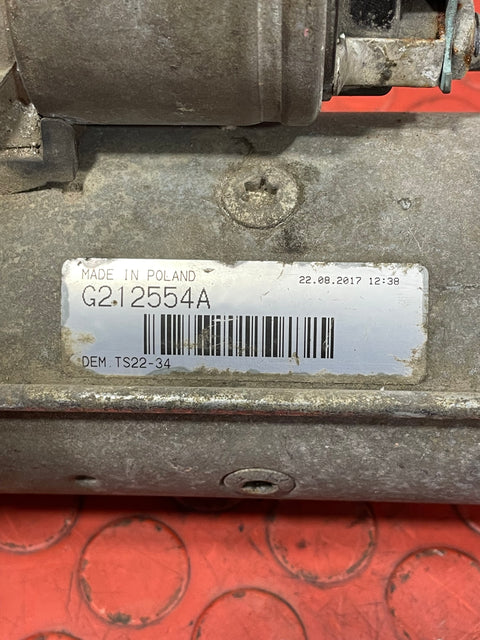 MADE IN POLAND 22.08.2017 12:38
G212554A
DEM TS22-34